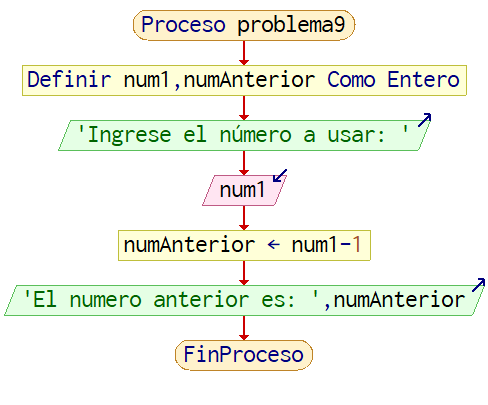 Proceso problema9
Definir num1,numAnterior Como Entero
'Ingrese el número a usar: '
num1
numAnterior ← num1-1
'El numero anterior es: ',numAnterior
FinProceso